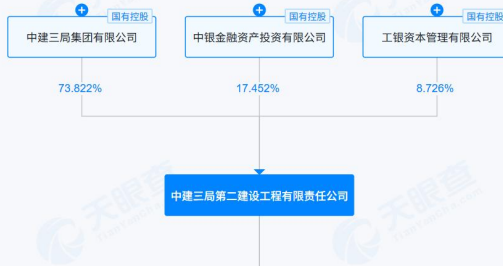 国有控股
国有控股
国有控股
中建三局集团有限公司
中银金融资产投资有限公司
工银资本管理有限公司
73.822%
17.452%
8.726%
中建三局第二建设工程有限责任公司
天眼查
天眼查